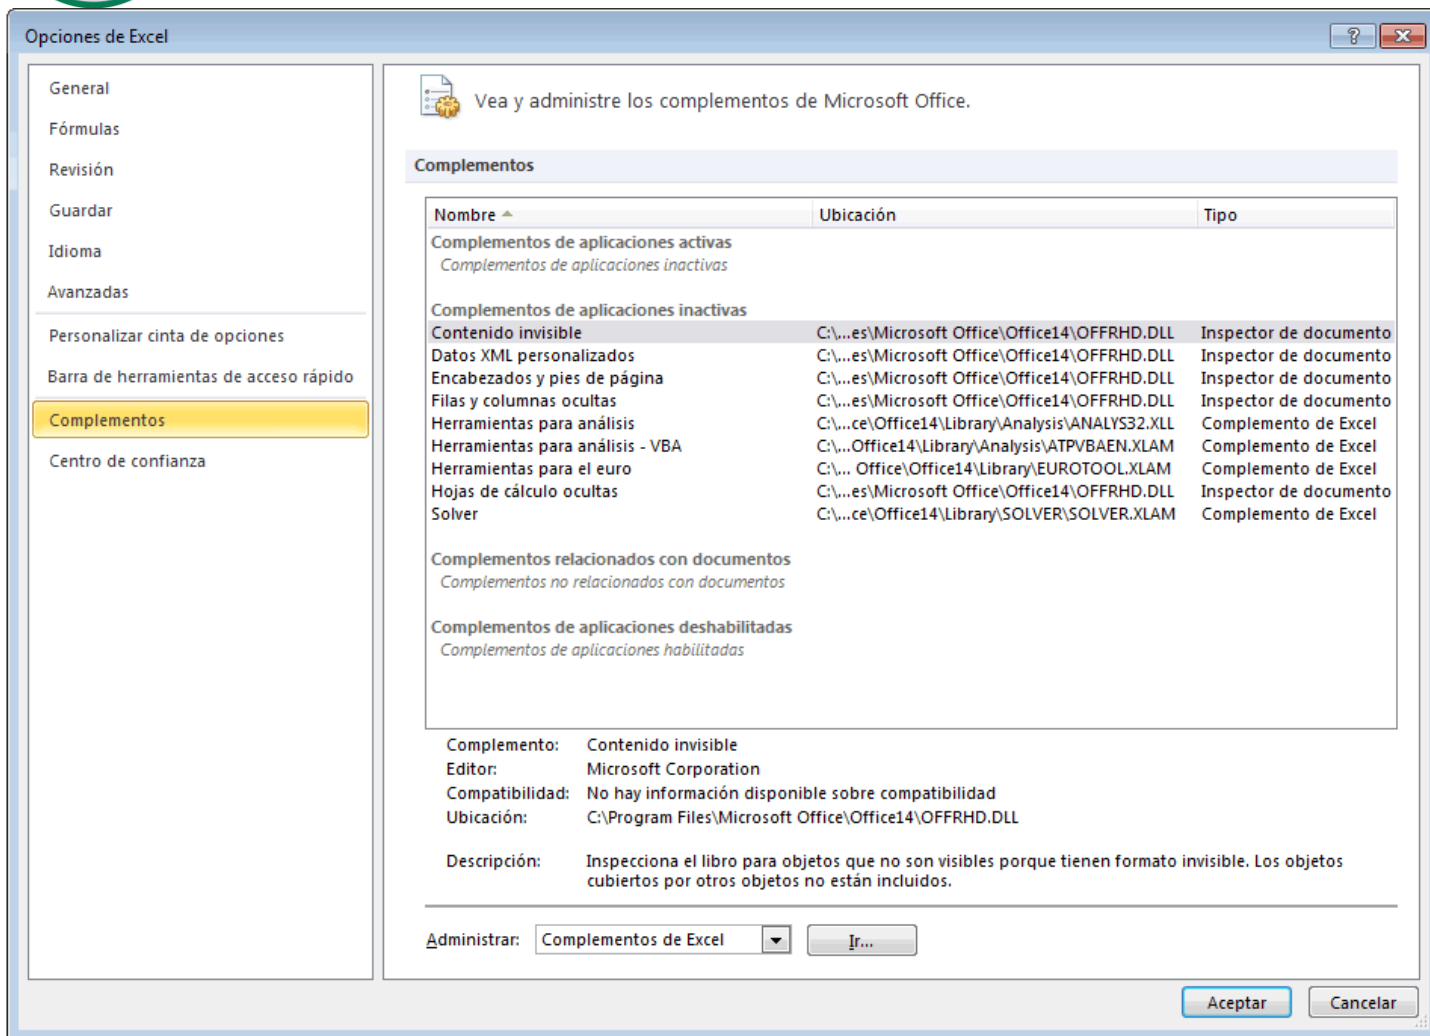 Opciones de Excel
General
Fórmulas
Revisión
Guardar
Idioma
Avanzadas
Personalizar cinta de opciones
Barra de herramientas de acceso rápido
Complementos
Centro de confianza
Vea y administre los complementos de Microsoft Office.
Complementos
Nombre Ubicación Tipo
Complementos de aplicaciones activas
Complementos de aplicaciones inactivas
Complementos de aplicaciones inactivas
Contenido invisible C:\...es\Microsoft Office\Office14\OFFRHD.DLL Inspector de documento
Datos XML personalizados C:\...es\Microsoft Office\Office14\OFFRHD.DLL Inspector de documento
Encabezados y pies de página C:\...es\Microsoft Office\Office14\OFFRHD.DLL Inspector de documento
Filas y columnas ocultas C:\...es\Microsoft Office\Office14\OFFRHD.DLL Inspector de documento
Herramientas para análisis C:\...ce\Office14\Library\Analysis\ANALYS32.XLL Complemento de Excel
Herramientas para análisis - VBA C:\...Office14\Library\Analysis\ATPVBAEN.XLAM Complemento de Excel
Herramientas para el euro C:\... Office\Office14\Library\EUROTOOL.XLAM Complemento de Excel
Hojas de cálculo ocultas C:\...es\Microsoft Office\Office14\OFFRHD.DLL Inspector de documento
Solver C:\...ce\Office14\Library\SOLVER\SOLVER.XLAM Complemento de Excel
Complementos relacionados con documentos
Complementos no relacionados con documentos
Complementos de aplicaciones deshabilitadas
Complementos de aplicaciones habilitadas
Complemento: Contenido invisible
Editor: Microsoft Corporation
Compatibilidad: No hay información disponible sobre compatibilidad
Ubicación: C:\Program Files\Microsoft Office\Office14\OFFRHD.DLL
Descripción: Inspecciona el libro para objetos que no son visibles porque tienen formato invisible. Los objetos
cubiertos por otros objetos no están incluidos.
Administrar: Complementos de Excel Ir...
Aceptar Cancelar